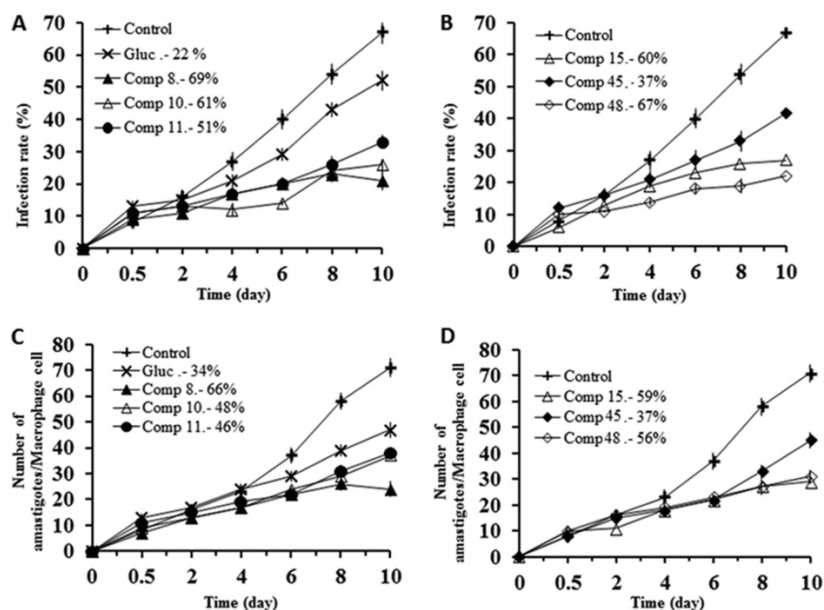 A
Control
Gluc .- 22 %
Comp 8.- 69%
Comp 10.- 61%
Comp 11.- 51%
Infection rate (%)
70
60
50
40
30
20
10
0
0 0.5 2 4 6 8 10
Time (day)
B
Control
Comp 15.- 60%
Comp 45.- 37%
Comp 48.- 67%
Infection rate (%)
70
60
50
40
30
20
10
0
0 0.5 2 4 6 8 10
Time (day)
C
Control
Gluc .- 34%
Comp 8.- 66%
Comp 10.- 48%
Comp 11.- 46%
Number of
amastigotes/Macrophage cell
80
70
60
50
40
30
20
10
0
0 0.5 2 4 6 8 10
Time (day)
D
Control
Comp 15.- 59%
Comp 45.- 37%
Comp 48 .- 56%
Number of
amastigotes/Macrophage cell
80
70
60
50
40
30
20
10
0
0 0.5 2 4 6 8 10
Time (day)